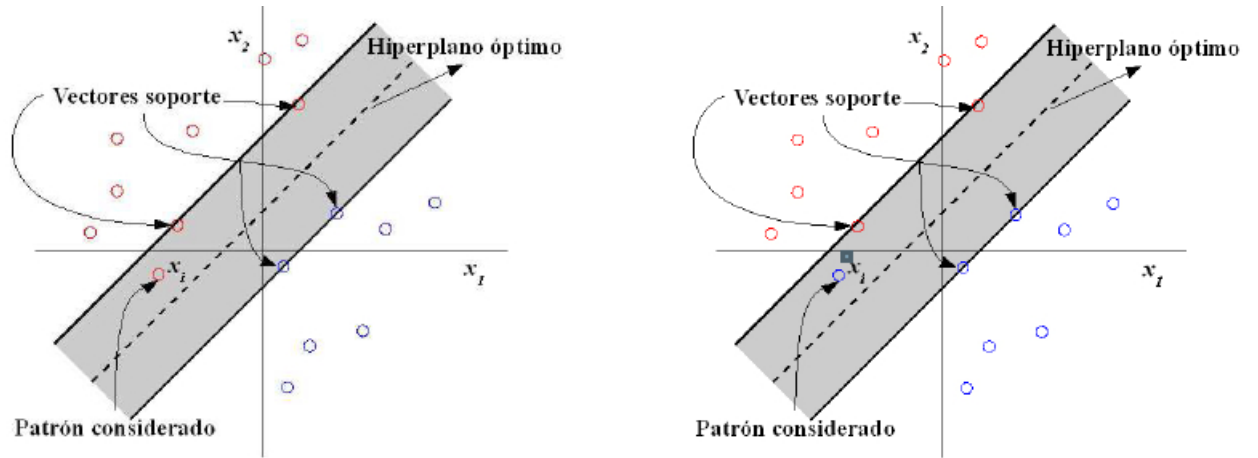 x2
Hiperplano óptimo
Vectores soporte
xi
x1
Patrón considerado
x2
Hiperplano óptimo
Vectores soporte
xi
x1
Patrón considerado